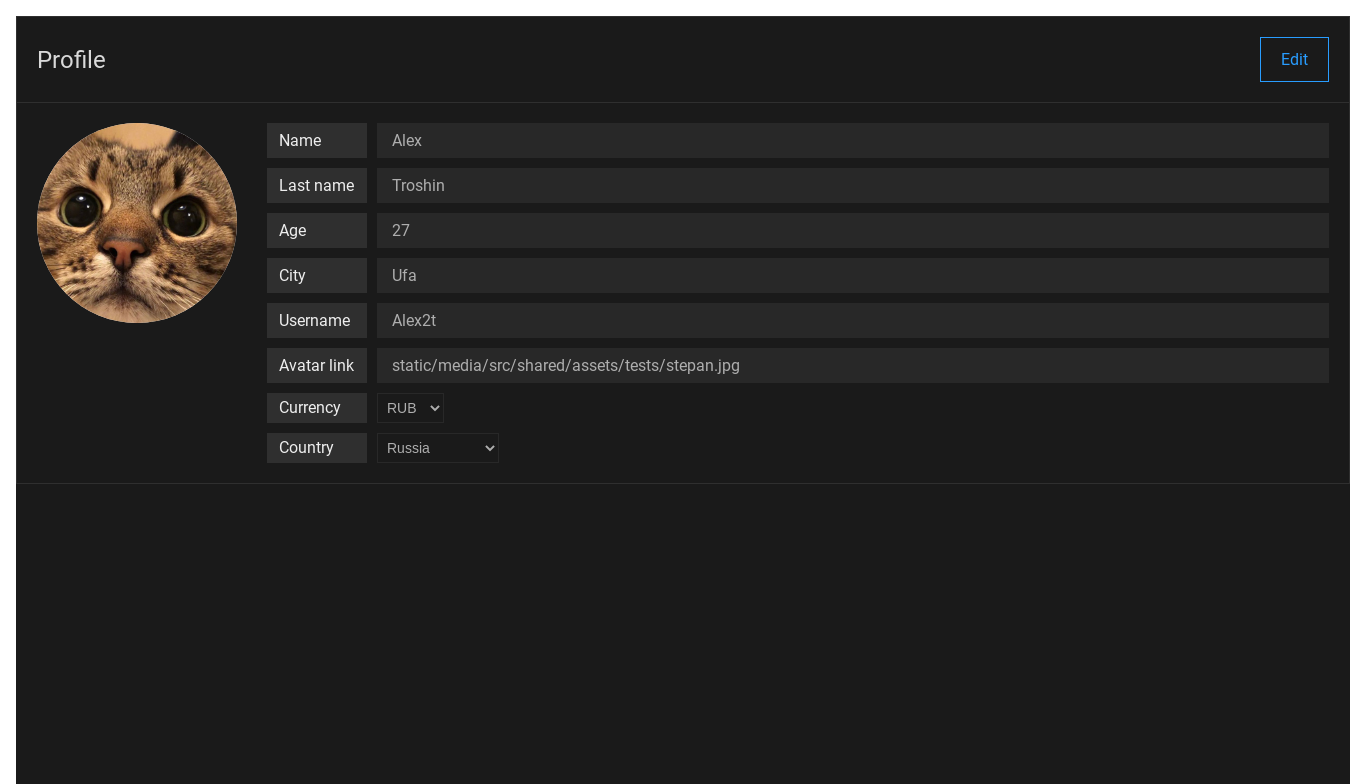 Profile
Edit
Name Alex
Last name Troshin
Age 27
City Ufa
Username Alex2t
Avatar link static/media/src/shared/assets/tests/stepan.jpg
Currency RUB
Country Russia